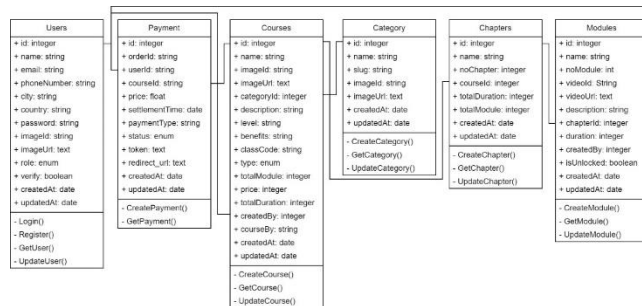 Users
+ id: integer
+ name: string
+ email: string
+ phoneNumber: string
+ city: string
+ country: string
+ password: string
+ imageId: string
+ imageUrl: text
+ role: enum
+ verify: boolean
+ createdAt: date
+ updatedAt: date
- Login()
- Register()
- GetUser()
- UpdateUser()
Payment
+ id: integer
+ orderId: string
+ userId: string
+ courseId: string
+ price: float
+ settlementTime: date
+ paymentType: string
+ status: enum
+ token: text
+ redirect_url: text
+ createdAt: date
+ updatedAt: date
- CreatePayment()
- GetPayment()
Courses
+ id: integer
+ name: string
+ imageId: string
+ imageUrl: text
+ categoryId: integer
+ description: string
+ level: string
+ benefits: string
+ classCode: string
+ type: enum
+ totalModule: integer
+ price: integer
+ totalDuration: integer
+ createdBy: integer
+ courseBy: string
+ createdAt: date
+ updatedAt: date
- CreateCourse()
- GetCourse()
- UpdateCourse()
Category
+ id: integer
+ name: string
+ slug: string
+ imageId: string
+ imageUrl: text
+ createdAt: date
+ updatedAt: date
- CreateCategory()
- GetCategory()
- UpdateCategory()
Chapters
+ id: integer
+ name: string
+ noChapter: integer
+ courseId: integer
+ totalDuration: integer
+ totalModule: integer
+ createdAt: date
+ updatedAt: date
- CreateChapter()
- GetChapter()
- UpdateChapter()
Modules
+ id: integer
+ name: string
+ noModule: int
+ videoId: String
+ videoUrl: text
+ description: string
+ chapterId: integer
+ duration: integer
+ createdBy: integer
+ isUnlocked: boolean
+ createdAt: date
+ updatedAt: date
- CreateModule()
- GetModule()
- UpdateModule()